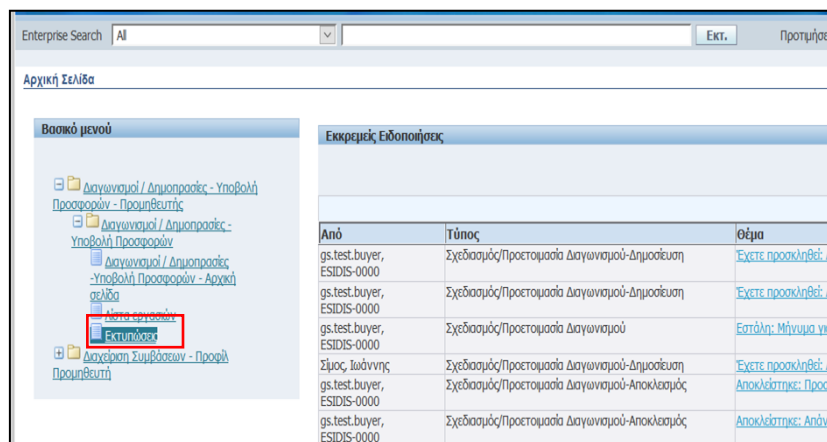 Enterprise Search All Εκτ. Προτιμήσε
Αρχική Σελίδα
Βασικό μενού
Διαγωνισμοί / Δημοπρασίες - Υποβολή
Προσφορών - Προμηθευτής
Διαγωνισμοί / Δημοπρασίες -
Υποβολή Προσφορών
Διαγωνισμοί / Δημοπρασίες
-Υποβολή Προσφορών - Αρχική
σελίδα
Λίστα εργασιών
Εκτυπώσεις
Διαχείριση Συμβάσεων - Προφίλ
Προμηθευτή
Εκκρεμείς Ειδοποιήσεις
Από Τύπος Θέμα
gs.test.buyer, Σχεδιασμός/Προετοιμασία Διαγωνισμού-Δημοσίευση Έχετε προσκληθεί:
ESIDIS-0000
gs.test.buyer, Σχεδιασμός/Προετοιμασία Διαγωνισμού-Δημοσίευση Έχετε προσκληθεί:
ESIDIS-0000
gs.test.buyer, Σχεδιασμός/Προετοιμασία Διαγωνισμού Εστάλη: Μήνυμα γι
ESIDIS-0000
Σίμος, Ιωάννης Σχεδιασμός/Προετοιμασία Διαγωνισμού-Δημοσίευση Έχετε προσκληθεί:
gs.test.buyer, Σχεδιασμός/Προετοιμασία Διαγωνισμού-Αποκλεισμός Αποκλείστηκε: Προσ
ESIDIS-0000
gs.test.buyer, Σχεδιασμός/Προετοιμασία Διαγωνισμού-Αποκλεισμός Αποκλείστηκε: Απάν
ESIDIS-0000